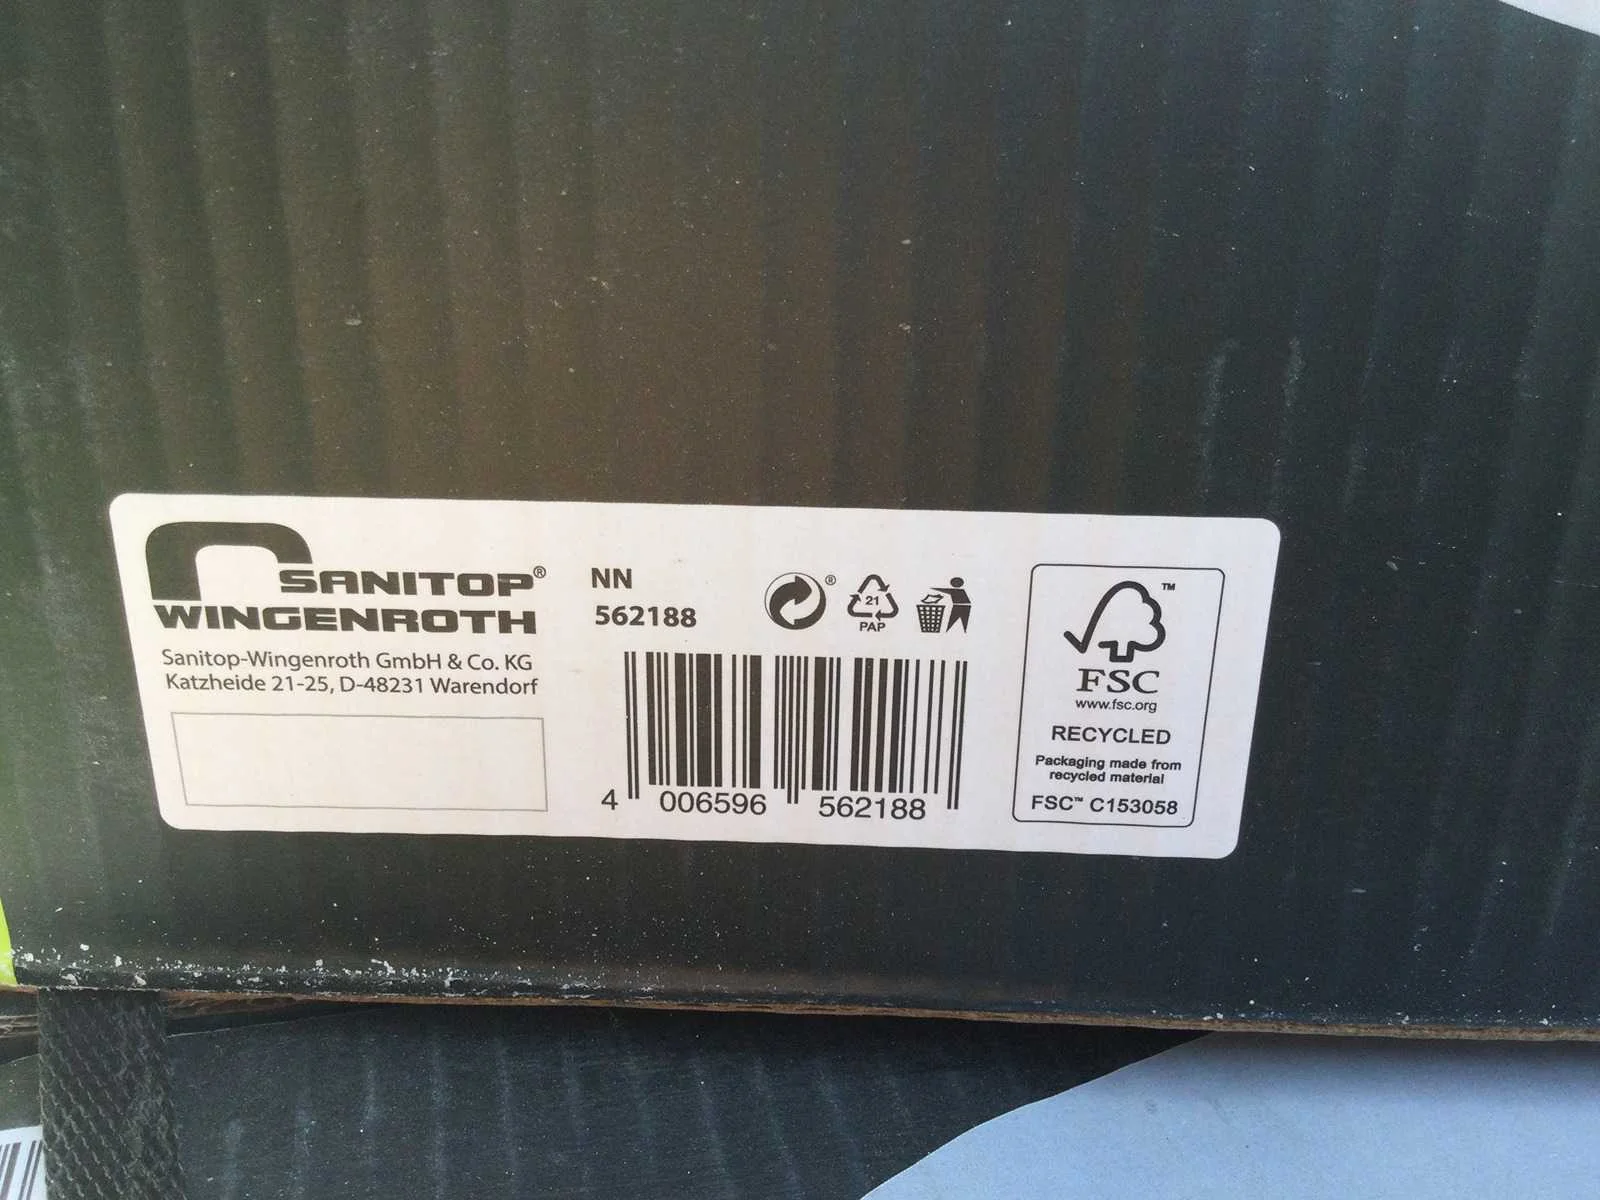 SANITOP®
WINGENROTH
Sanitop-Wingenroth GmbH & Co. KG
Katzheide 21-25, D-48231 Warendorf
NN
562188
®
21
PAP
4 006596 562188
™
FSC
www.fsc.org
RECYCLED
Packaging made from
recycled material
FSC™ C153058